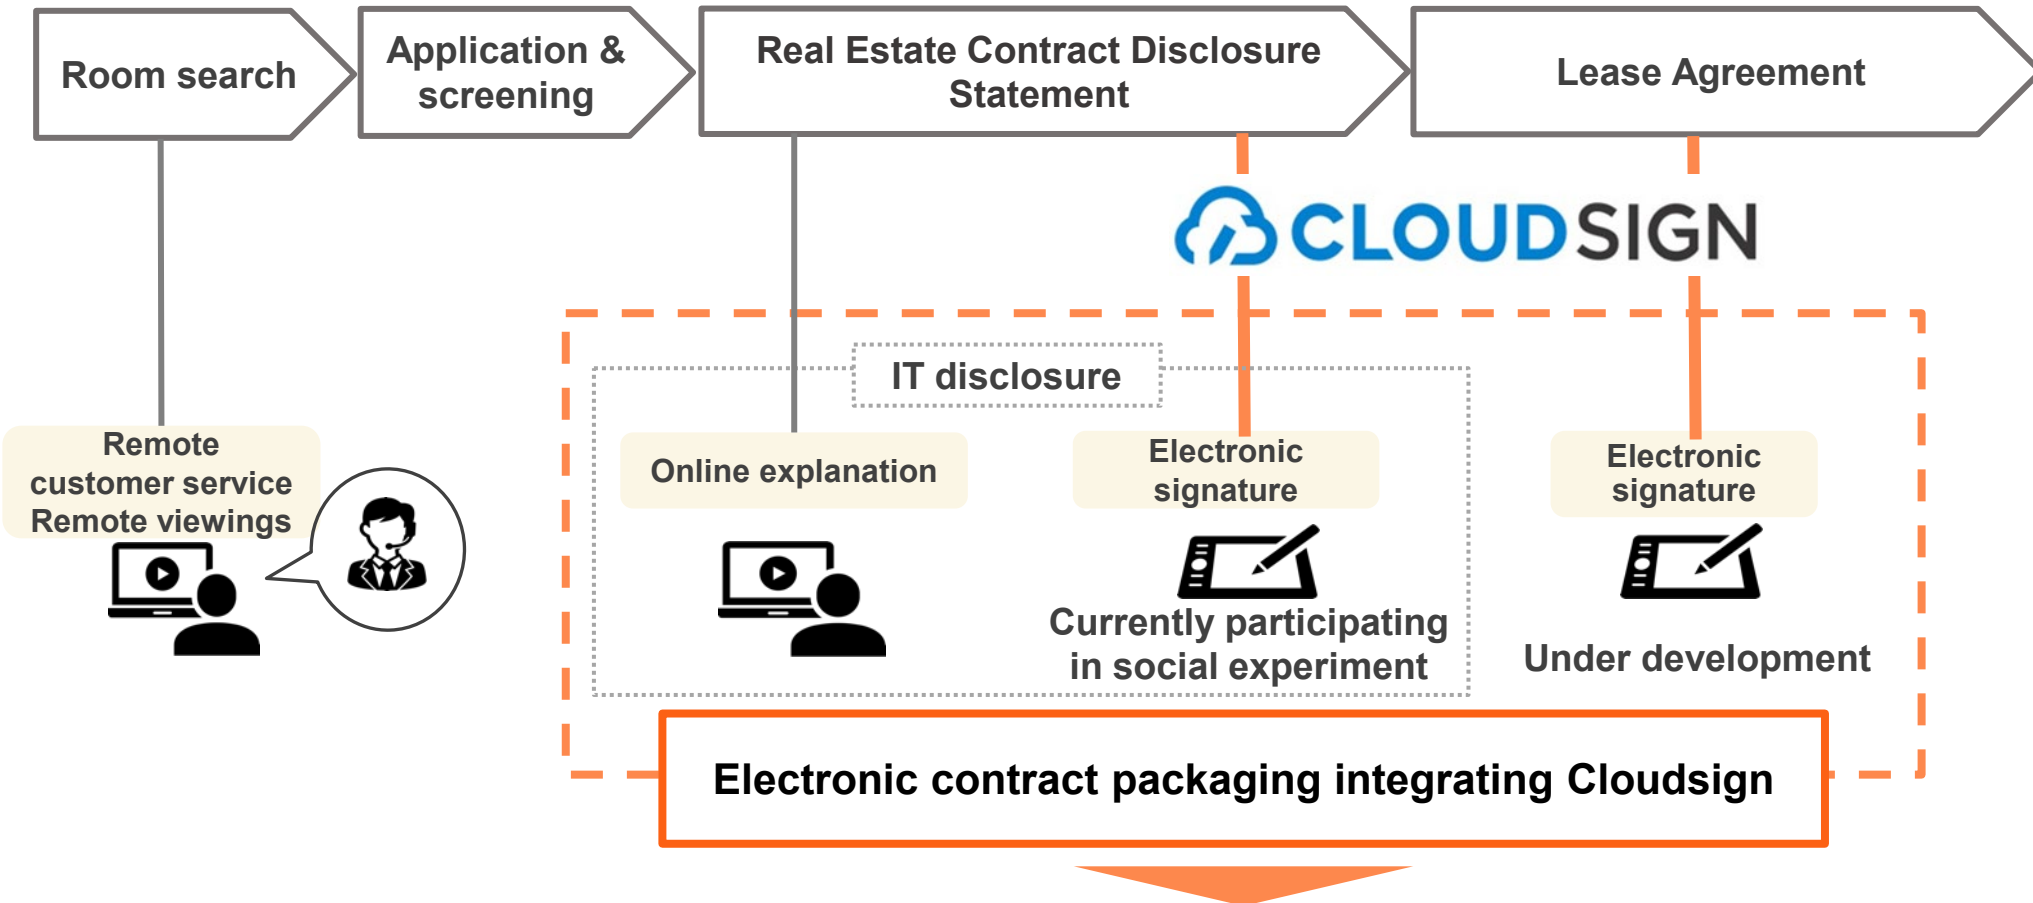 Room search
Application &
screening
Real Estate Contract Disclosure
Statement
Lease Agreement
CLOUDSIGN
IT disclosure
Remote
customer service
Remote viewings
Online explanation
Electronic
signature
Electronic
signature
Currently participating
in social experiment
Under development
Electronic contract packaging integrating Cloudsign